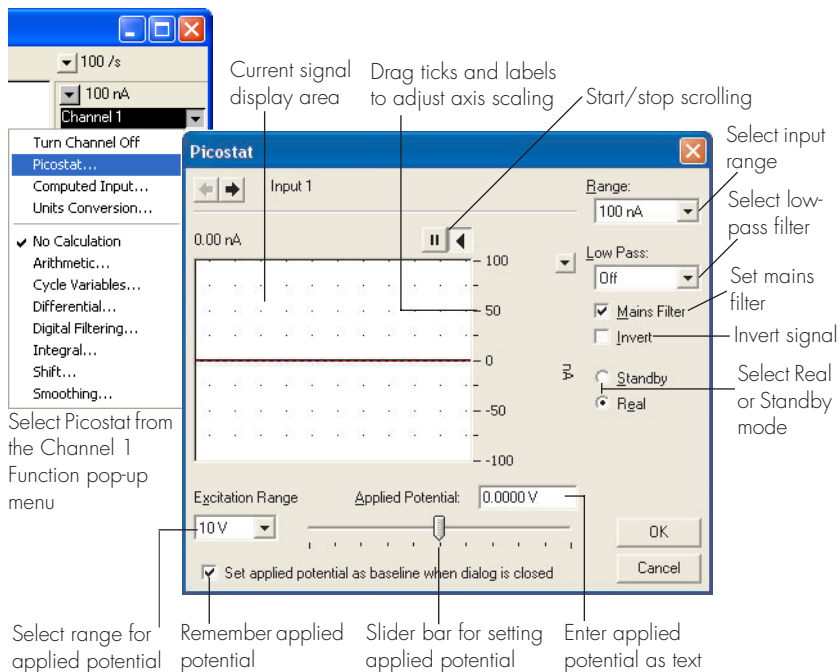 100 /s
100 nA
Channel 1
Turn Channel Off
Picostat...
Computed Input...
Units Conversion...
No Calculation
Arithmetic...
Cycle Variables...
Differential...
Digital Filtering...
Integral...
Shift...
Smoothing...
Select Picostat from
the Channel 1
Function pop-up
menu
Current signal
display area
Drag ticks and labels
to adjust axis scaling
Start/stop scrolling
Select input
range
Select low-
pass filter
Set mains
filter
Invert signal
Select Real
or Standby
mode
Picostat
Input 1
Range:
100 nA
0.00 nA
Low Pass:
Off
Mains Filter
Invert
Standby
Real
100
50
0
-50
-100
nA
Excitation Range
Applied Potential:
0.0000 V
10 V
OK
Set applied potential as baseline when dialog is closed
Cancel
Select range for
applied potential
Remember applied
potential
Slider bar for setting
applied potential
Enter applied
potential as text